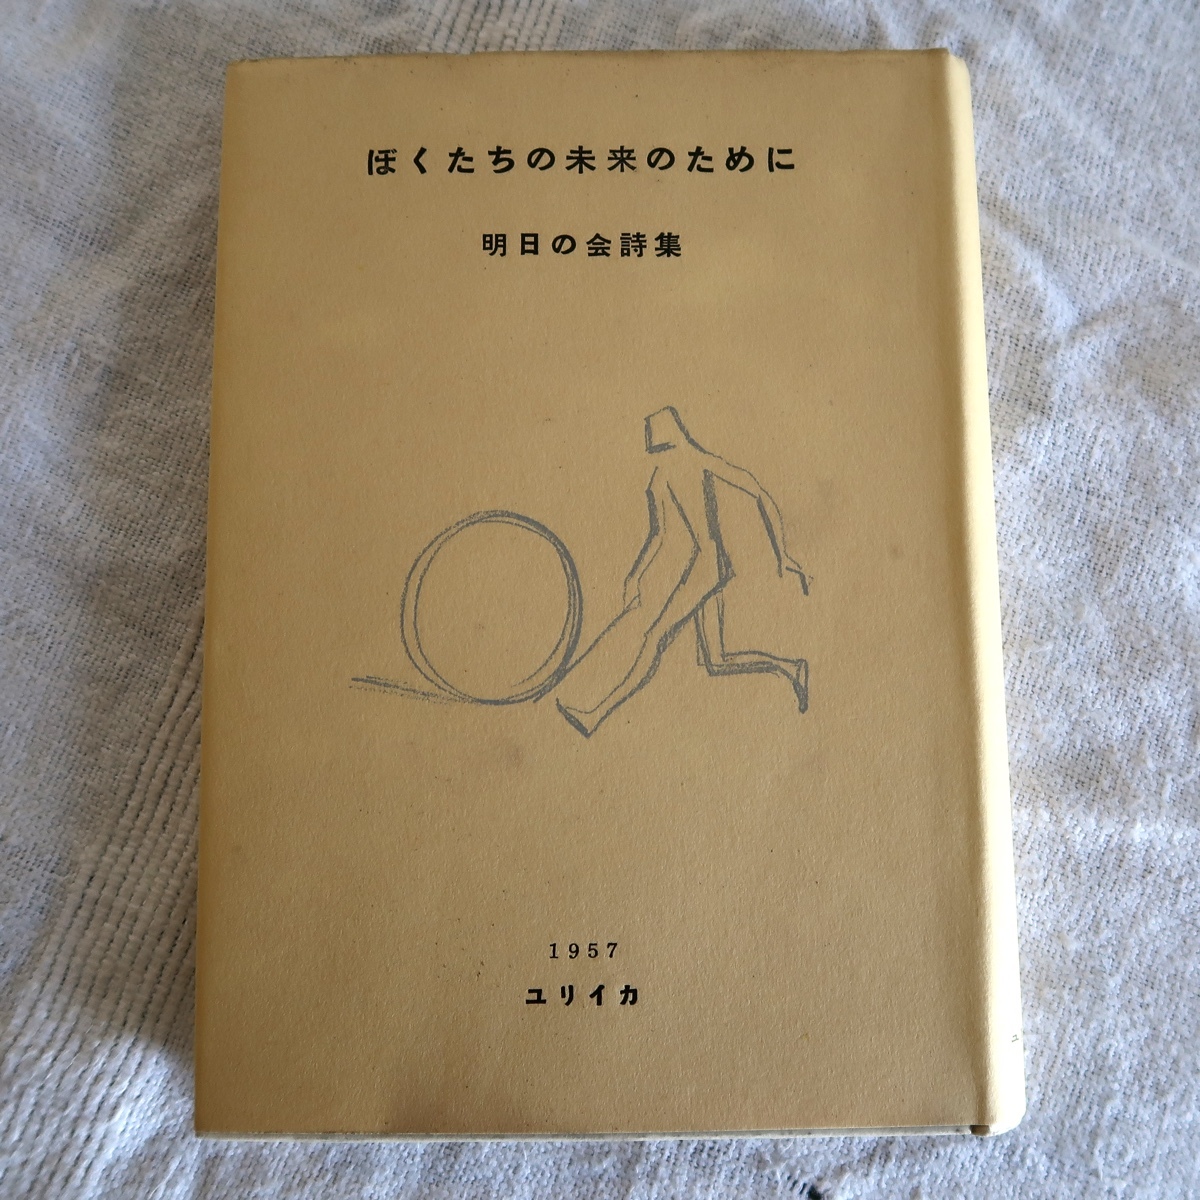 ぼくたちの未来のために
明日の会詩集
1957
ユリイカ
ユ